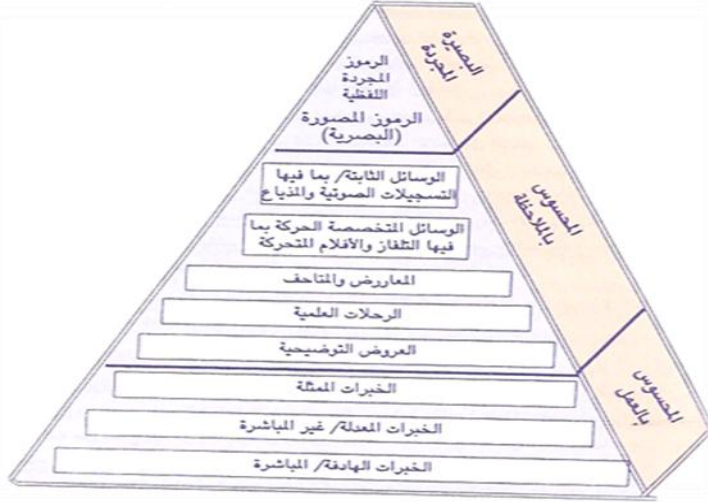 الرموز
المجردة
اللفظية
الرموز المصورة
(البصرية)
الوسائل الثابتة/ بما فيها
التسجيلات الصوتية والمذياع
الوسائل المتخصصة الحركة بما
فيها التلفاز والأفلام المتحركة
المعاررض والمتاحف
الرحلات العلمية
العروض التوضيحية
الخبرات الممثلة
الخبرات المعدلة/ غير المباشرة
الخبرات الهادفة/ المباشرة
البصيرة
المجردة
المحسوس
بالملاحظة
المحسوس
بالعمل